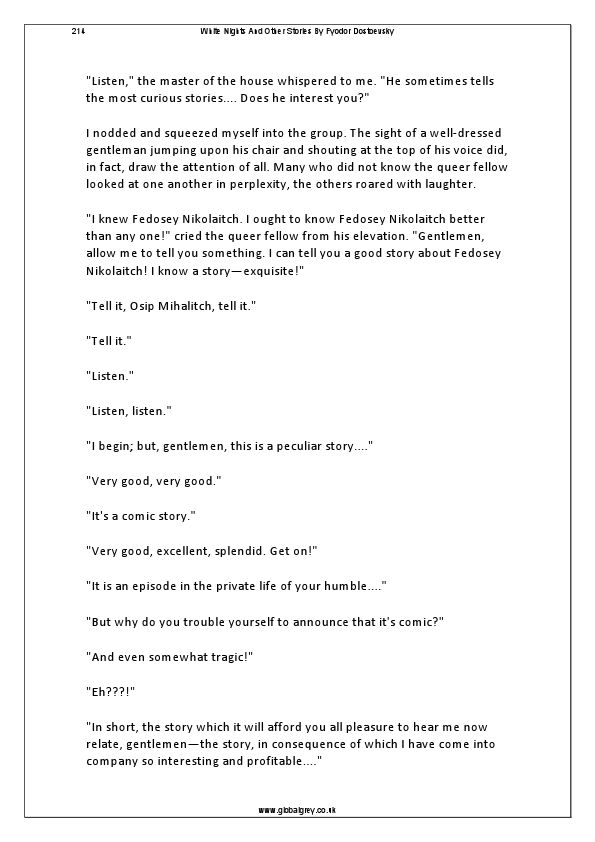 214
White Nights And Other Stories By Fyodor Dostoevsky
"Listen," the master of the house whispered to me. "He sometimes tells
the most curious stories.... Does he interest you?"
I nodded and squeezed myself into the group. The sight of a well-dressed
gentleman jumping upon his chair and shouting at the top of his voice did,
in fact, draw the attention of all. Many who did not know the queer fellow
looked at one another in perplexity, the others roared with laughter.
"I knew Fedosey Nikolaitch. I ought to know Fedosey Nikolaitch better
than any one!" cried the queer fellow from his elevation. "Gentlemen,
allow me to tell you something. I can tell you a good story about Fedosey
Nikolaitch! I know a story—exquisite!"
"Tell it, Osip Mihalitch, tell it."
"Tell it."
"Listen."
"Listen, listen."
"I begin; but, gentlemen, this is a peculiar story...."
"Very good, very good."
"It's a comic story."
"Very good, excellent, splendid. Get on!"
"It is an episode in the private life of your humble...."
"But why do you trouble yourself to announce that it's comic?"
"And even somewhat tragic!"
"Eh???!"
"In short, the story which it will afford you all pleasure to hear me now
relate, gentlemen—the story, in consequence of which I have come into
company so interesting and profitable...."
www.globalgrey.co.uk